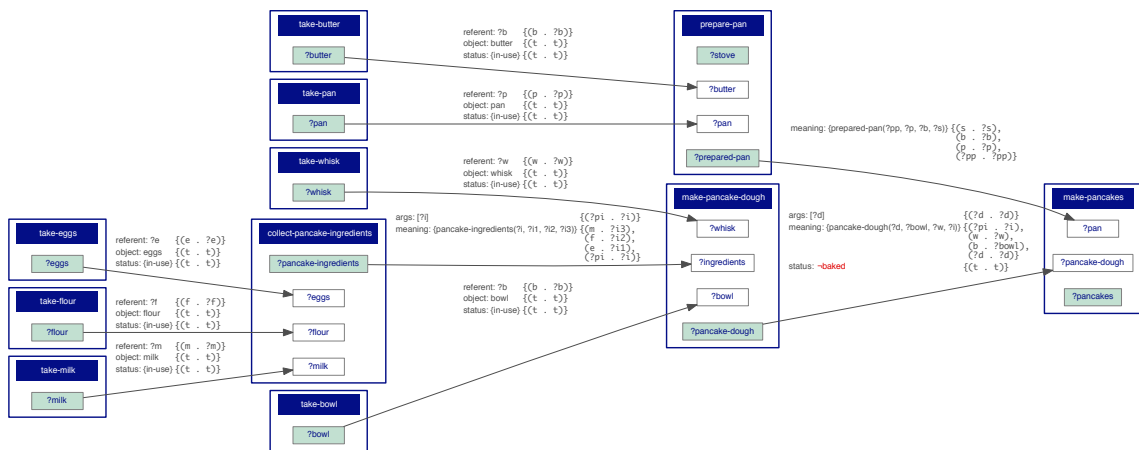 take-butter
?butter
referent: ?b {(b . ?b)}
object: butter {(t . t)}
status: {in-use} {(t . t)}
prepare-pan
?stove
?butter
?pan
?prepared-pan
take-pan
?pan
referent: ?p {(p . ?p)}
object: pan {(t . t)}
status: {in-use} {(t . t)}
meaning: {prepared-pan(?pp, ?p, ?b, ?s)} {(s . ?s),
(b . ?b),
(p . ?p),
(?pp . ?pp)}
take-whisk
?whisk
referent: ?w {(w . ?w)}
object: whisk {(t . t)}
status: {in-use} {(t . t)}
make-pancake-dough
?whisk
?ingredients
?bowl
?pancake-dough
make-pancakes
?pan
?pancake-dough
?pancakes
take-eggs
?eggs
referent: ?e {(e . ?e)}
object: eggs {(t . t)}
status: {in-use} {(t . t)}
collect-pancake-ingredients
?pancake-ingredients
?eggs
?flour
?milk
args: [?i] {(?pi . ?i)}
meaning: {pancake-ingredients(?i, ?i1, ?i2, ?i3)} {(m . ?i3),
(f . ?i2),
(e . ?i1),
(?pi . ?i)}
args: [?d] {(?d . ?d)}
meaning: {pancake-dough(?d, ?bowl, ?w, ?i)} {(?pi . ?i),
(w . ?w),
(b . ?bowl),
(?d . ?d)}
status: ¬baked {(t . t)}
take-flour
?flour
referent: ?f {(f . ?f)}
object: flour {(t . t)}
status: {in-use} {(t . t)}
referent: ?b {(b . ?b)}
object: bowl {(t . t)}
status: {in-use} {(t . t)}
take-milk
?milk
referent: ?m {(m . ?m)}
object: milk {(t . t)}
status: {in-use} {(t . t)}
take-bowl
?bowl